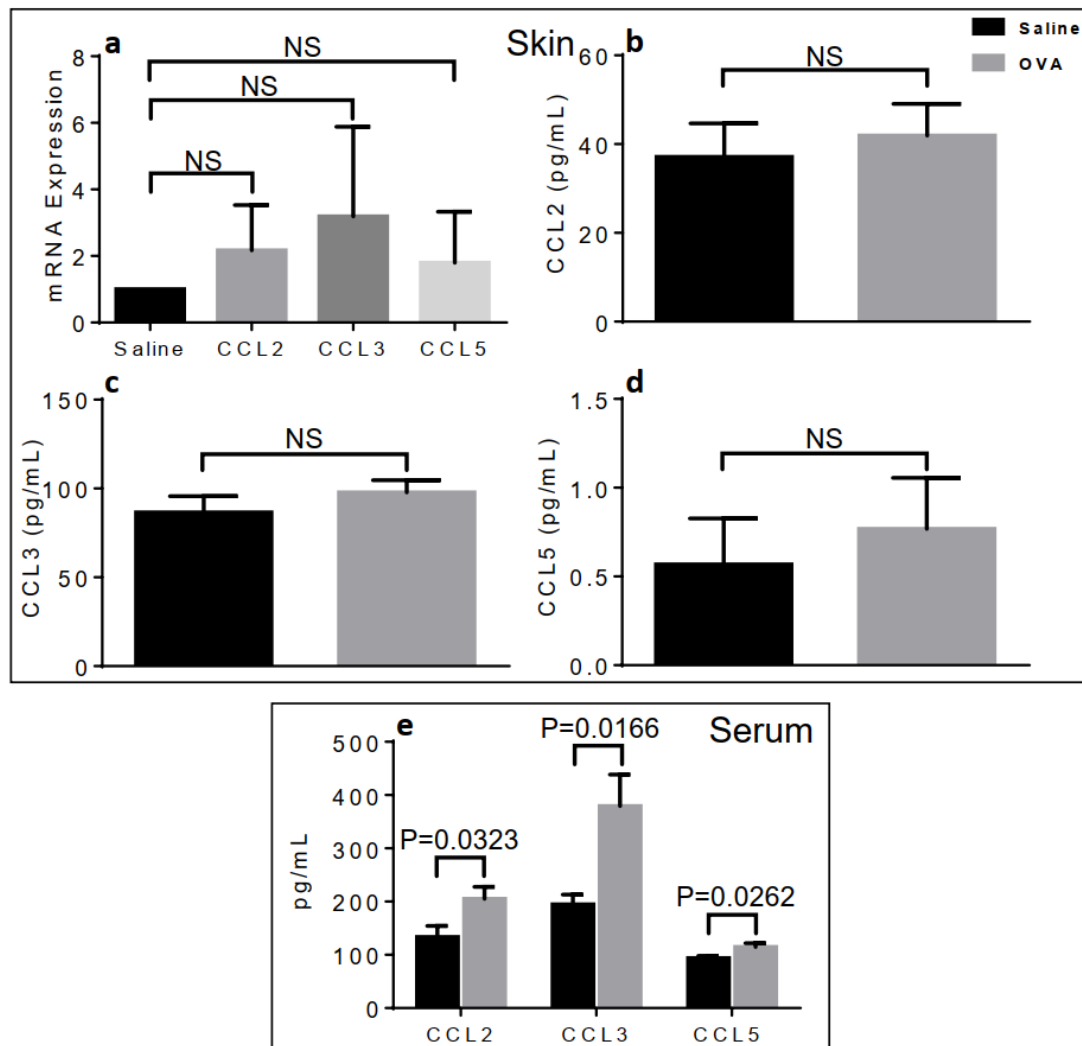 a
Skin
NS
NS
NS
mRNA Expression
8
6
4
2
0
Saline
CCL2
CCL3
CCL5
b
Saline
OVA
NS
CCL2 (pg/mL)
60
40
20
0
c
NS
CCL3 (pg/mL)
150
100
50
0
d
NS
CCL5 (pg/mL)
1.5
1.0
0.5
0.0
e
Serum
P=0.0166
P=0.0323
P=0.0262
pg/mL
500
400
300
200
100
0
CCL2
CCL3
CCL5